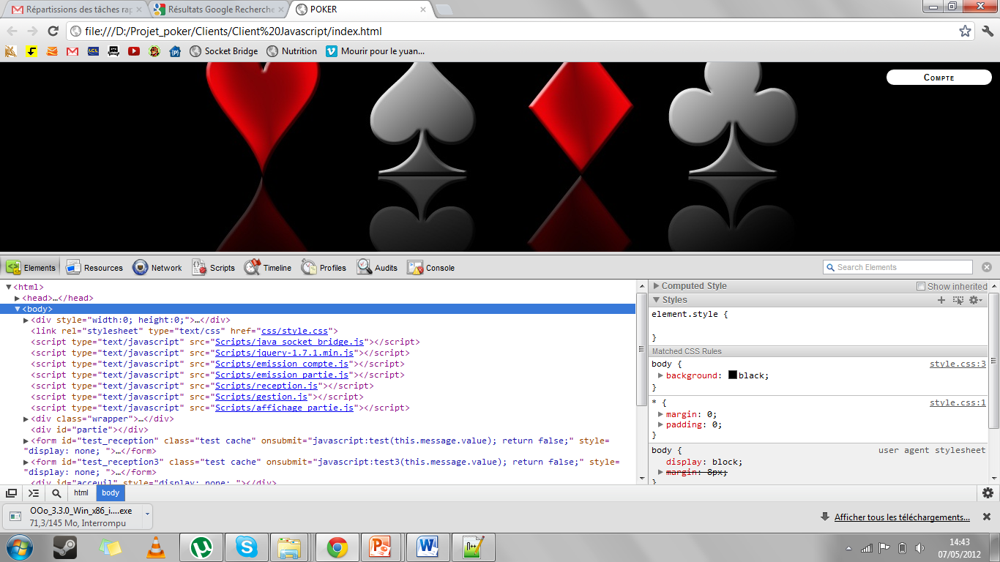 Répartissions des tâches rap
Résultats Google Recherche
POKER
file:///D:/Projet_poker/Clients/Client%20Javascript/index.html
LCL
Socket Bridge
Nutrition
Mourir pour le yuan...
Compte
Elements
Resources
Network
Scripts
Timeline
Profiles
Audits
Console
Search Elements
<html>
<head>…</head>
<body>
<div style="width:0; height:0;">…</div>
<link rel="stylesheet" type="text/css" href="css/style.css">
<script type="text/javascript" src="Scripts/java_socket_bridge.js"></script>
<script type="text/javascript" src="Scripts/jquery-1.7.1.min.js"></script>
<script type="text/javascript" src="Scripts/emission_compte.js"></script>
<script type="text/javascript" src="Scripts/emission_partie.js"></script>
<script type="text/javascript" src="Scripts/reception.js"></script>
<script type="text/javascript" src="Scripts/gestion.js"></script>
<script type="text/javascript" src="Scripts/affichage_partie.js"></script>
<div class="wrapper">…</div>
<div id="partie"></div>
<form id="test_reception" class="test cache" onsubmit="javascript:test(this.message.value); return false;" style=
"display: none; ">…</form>
<form id="test_reception3" class="test cache" onsubmit="javascript:test3(this.message.value); return false;" style=
"display: none; ">…</form>
<div id="acceuil" style="display: none; "></div>
Computed Style
Show inherited
Styles
element.style {
}
Matched CSS Rules
body {
style.css:3
background: black;
}
* {
style.css:1
margin: 0;
padding: 0;
}
body {
user agent stylesheet
display: block;
margin: 8px;
}
html
body
OOo_3.3.0_Win_x86_i....exe
71,3/145 Mo, Interrompu
Afficher tous les téléchargements...
14:43
07/05/2012